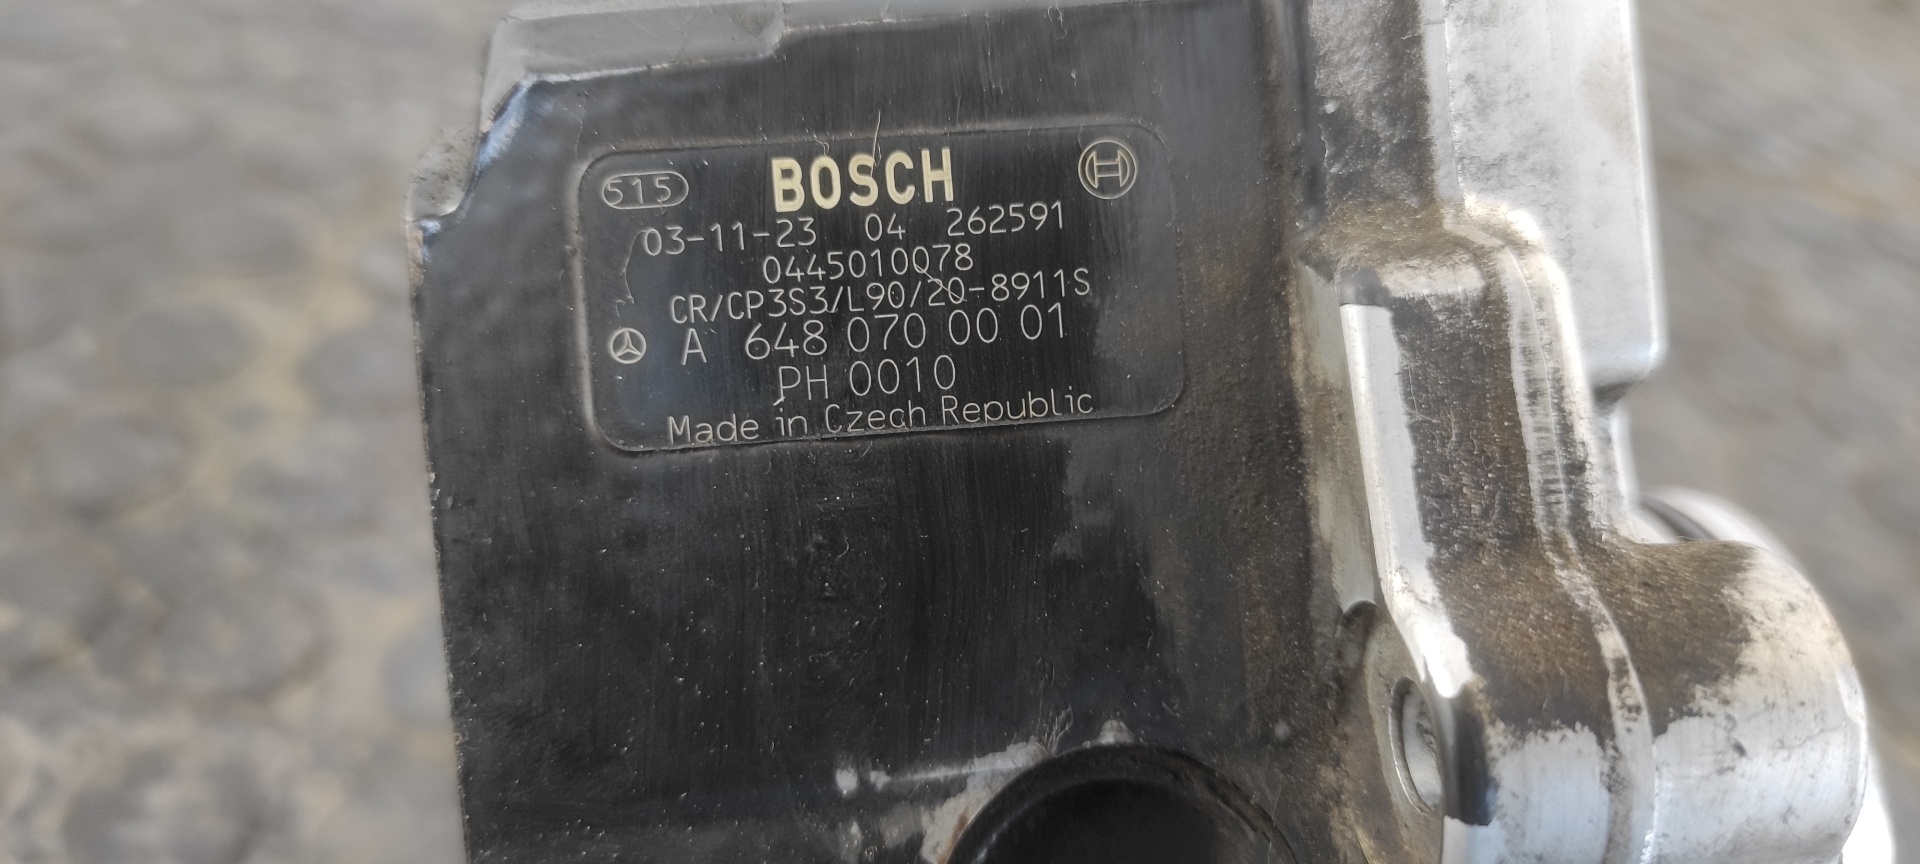 515 BOSCH
03-11-23 04 262591
0445010078
CR/CP3S3/L90/20-8911S
A 648 070 00 01
PH 0010
Made in Czech Republic